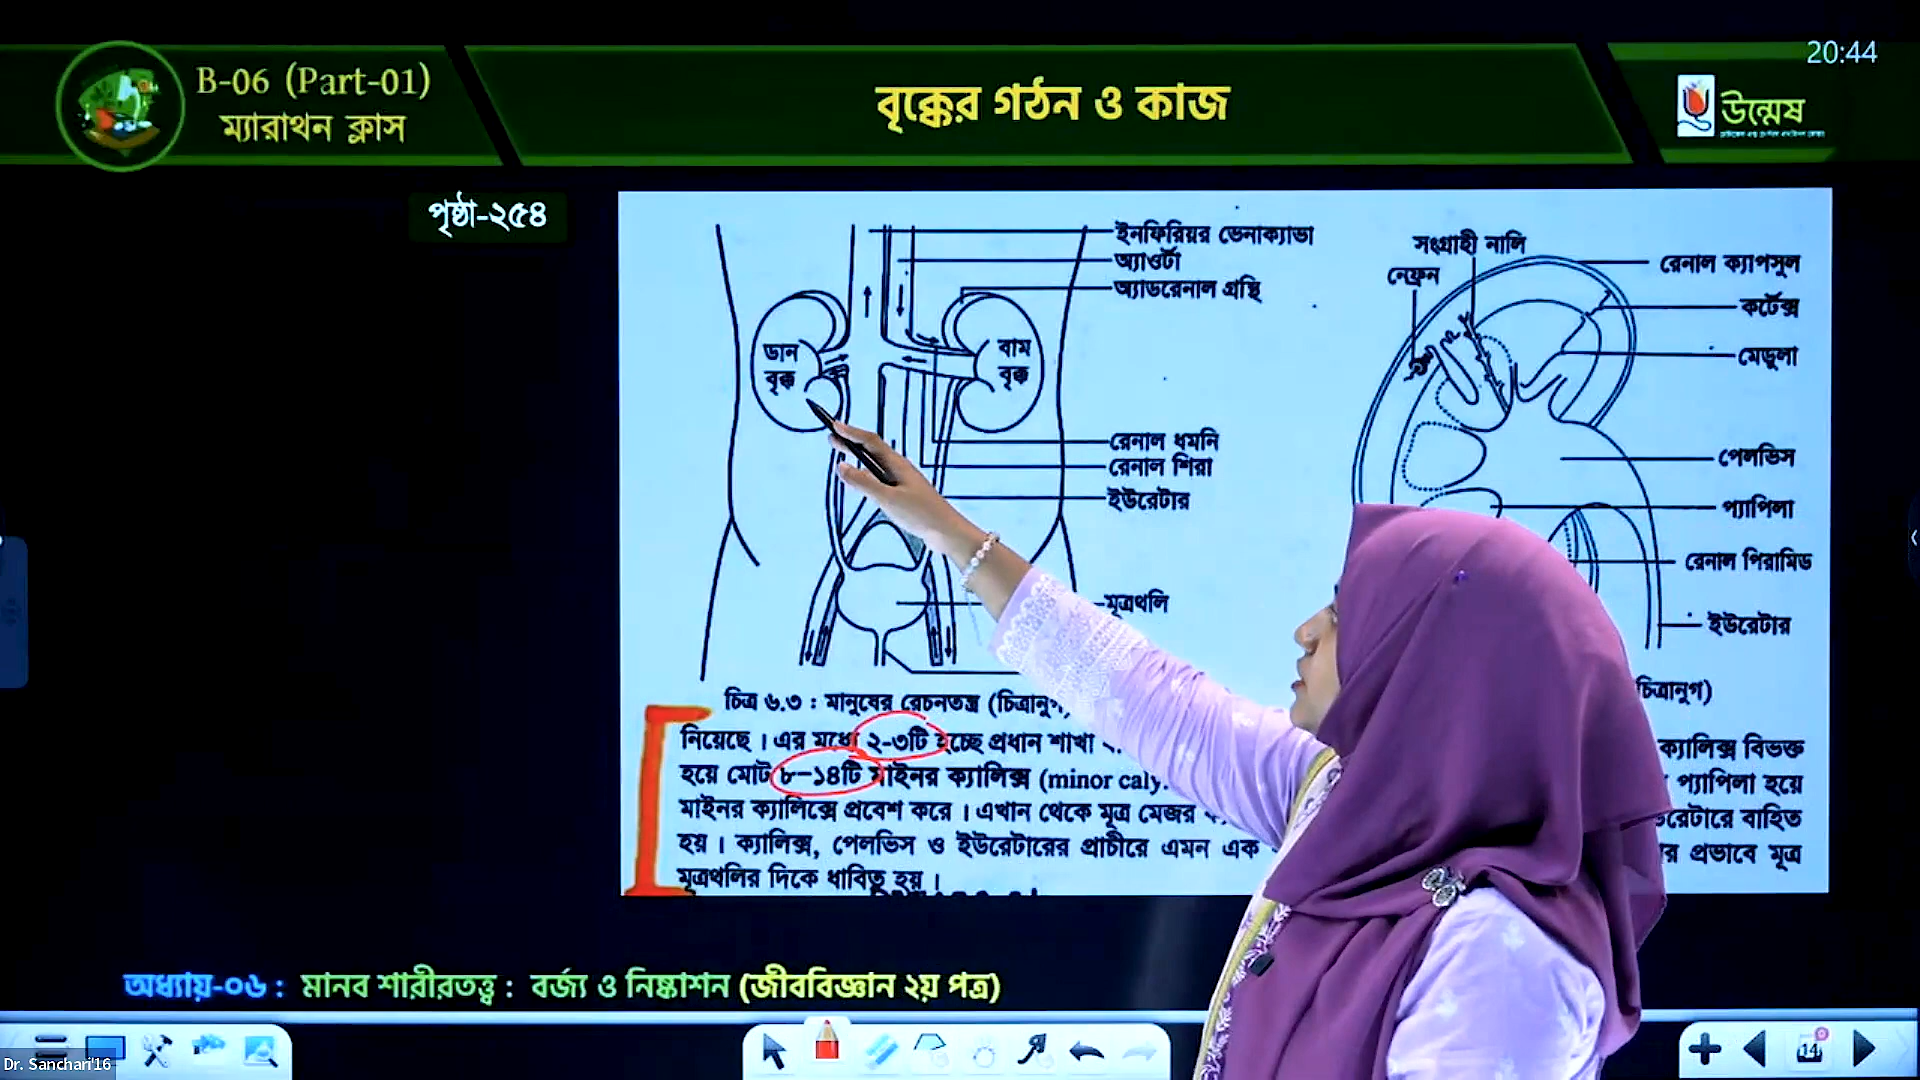 20:44
B-06 (Part-01)
ম্যারাথন ক্লাস
বৃক্কের গঠন ও কাজ
উন্মেষ
পৃষ্ঠা-২৫৪
ইনফিরিয়র ভেনাক্যাভা
অ্যাওর্টা
অ্যাডরেনাল গ্রন্থি
ডান
বৃক্ক
বাম
বৃক্ক
রেনাল ধমনি
রেনাল শিরা
ইউরেটার
মূত্রথলি
সংগ্রাহী নালি
নেফ্রন
রেনাল ক্যাপসুল
কর্টেক্স
মেডুলা
পেলভিস
প্যাপিলা
রেনাল পিরামিড
ইউরেটার
চিত্র ৬.৩ : মানুষের রেচনতন্ত্র (চিত্রানুগ)
চিত্রানুগ)
নিয়েছে। এর মধ্যে ২-৩টি হচ্ছে প্রধান শাখা ক্যালিক্স বিভক্ত
হয়ে মোট ৮–১৪টি মাইনর ক্যালিক্স (minor caly প্যাপিলা হয়ে
মাইনর ক্যালিক্সে প্রবেশ করে। এখান থেকে মূত্র মেজর রেটারে বাহিত
হয়। ক্যালিক্স, পেলভিস ও ইউরেটারের প্রাচীরে এমন এক র প্রভাবে মূত্র
মূত্রথলির দিকে ধাবিত হয়।
অধ্যায়-০৬ : মানব শারীরতত্ত্ব : বর্জ্য ও নিষ্কাশন (জীববিজ্ঞান ২য় পত্র)
Dr. Sanchari'16
14